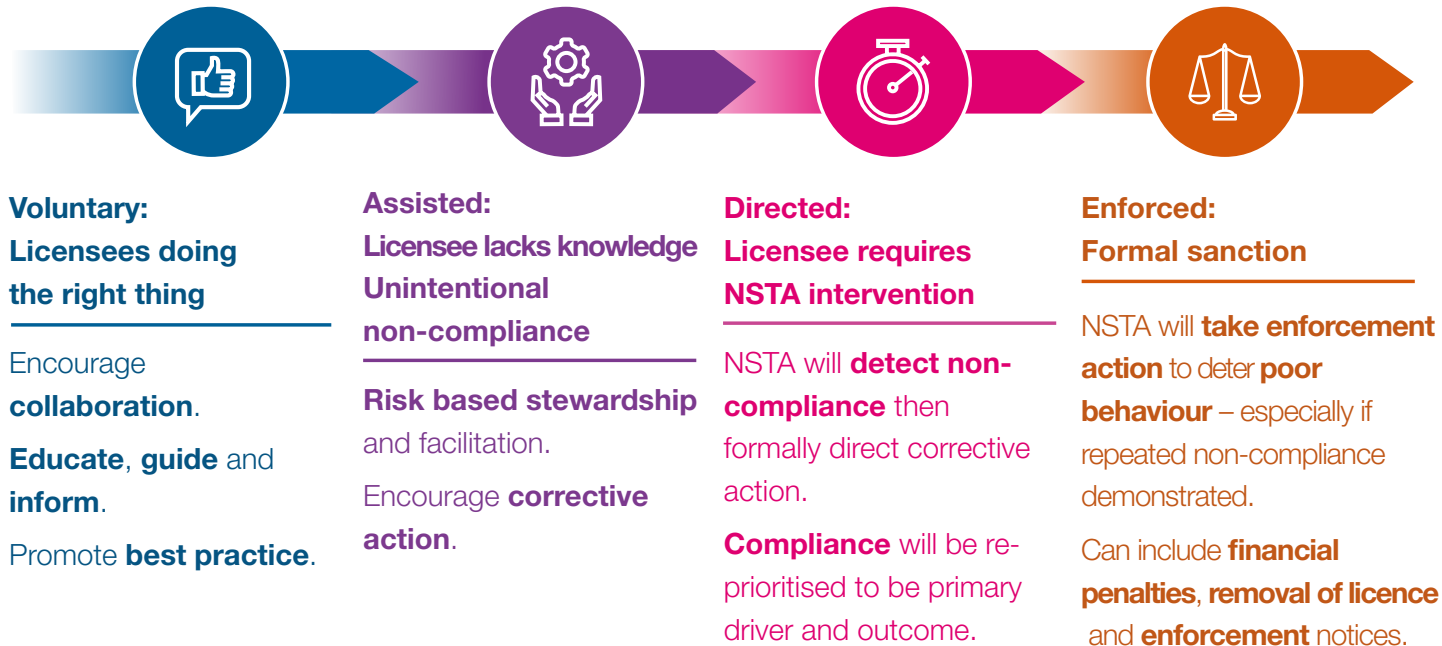 Voluntary:
Licensees doing
the right thing
Encourage
collaboration.
Educate, guide and
inform.
Promote best practice.
Assisted:
Licensee lacks knowledge
Unintentional
non-compliance
Risk based stewardship
and facilitation.
Encourage corrective
action.
Directed:
Licensee requires
NSTA intervention
NSTA will detect non-
compliance then
formally direct corrective
action.
Compliance will be re-
prioritised to be primary
driver and outcome.
Enforced:
Formal sanction
NSTA will take enforcement
action to deter poor
behaviour – especially if
repeated non-compliance
demonstrated.
Can include financial
penalties, removal of licence
and enforcement notices.